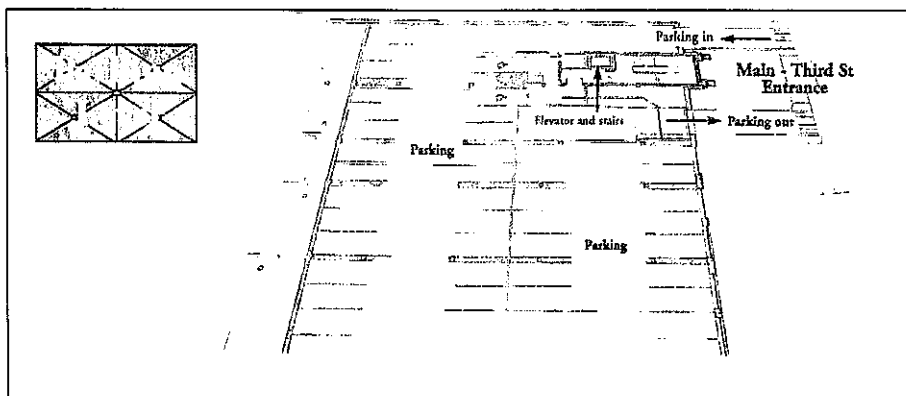 Parking in
Main - Third St
Entrance
Elevator and stairs
Parking out
Parking
Parking